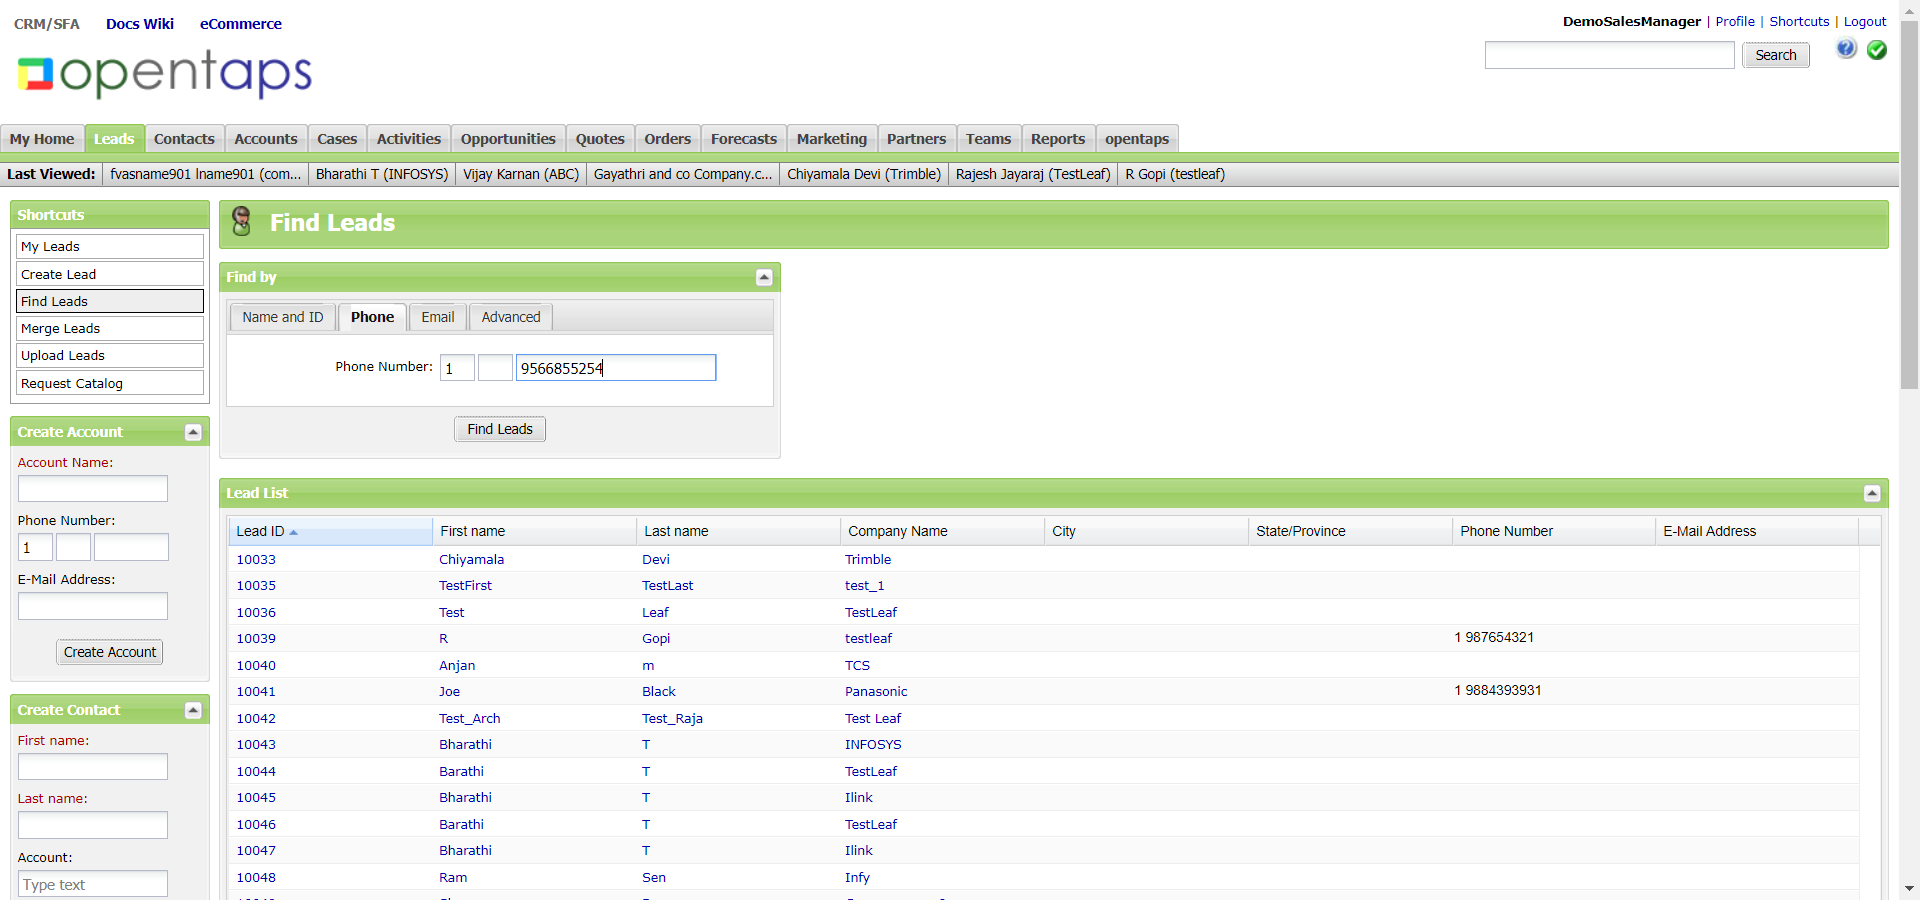 CRM/SFA Docs Wiki eCommerce
DemoSalesManager | Profile | Shortcuts | Logout
opentaps
Search
My Home Leads Contacts Accounts Cases Activities Opportunities Quotes Orders Forecasts Marketing Partners Teams Reports opentaps
Last Viewed: fvasname901 lname901 (com... Bharathi T (INFOSYS) Vijay Karnan (ABC) Gayathri and co Company.c... Chiyamala Devi (Trimble) Rajesh Jayaraj (TestLeaf) R Gopi (testleaf)
Shortcuts
My Leads
Create Lead
Find Leads
Merge Leads
Upload Leads
Request Catalog
Create Account
Account Name:
Phone Number:
1
E-Mail Address:
Create Account
Create Contact
First name:
Last name:
Account:
Type text
Find Leads
Find by
Name and ID Phone Email Advanced
Phone Number: 1 9566855254
Find Leads
Lead List
Lead ID First name Last name Company Name City State/Province Phone Number E-Mail Address
10033 Chiyamala Devi Trimble
10035 TestFirst TestLast test_1
10036 Test Leaf TestLeaf
10039 R Gopi testleaf 1 987654321
10040 Anjan m TCS
10041 Joe Black Panasonic 1 9884393931
10042 Test_Arch Test_Raja Test Leaf
10043 Bharathi T INFOSYS
10044 Barathi T TestLeaf
10045 Bharathi T Ilink
10046 Barathi T TestLeaf
10047 Bharathi T Ilink
10048 Ram Sen Infy